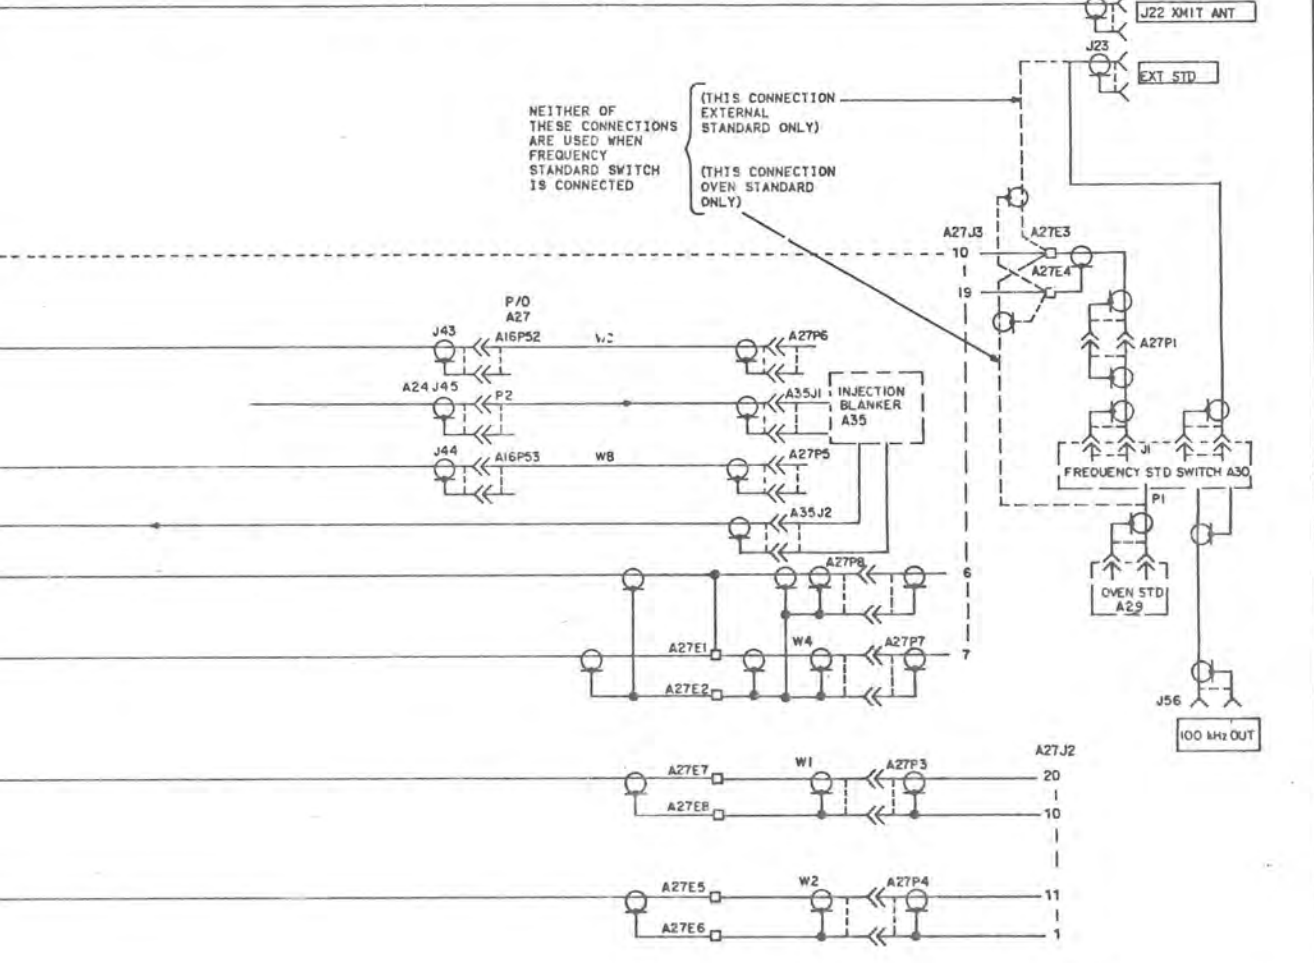 J22 XMIT ANT
J23
EXT STD
NEITHER OF
THESE CONNECTIONS
ARE USED WHEN
FREQUENCY
STANDARD SWITCH
IS CONNECTED
(THIS CONNECTION
EXTERNAL
STANDARD ONLY)
(THIS CONNECTION
OVEN STANDARD
ONLY)
A27J3
A27E3
10
A27E4
19
P/O
A27
J43
A16P52
A27P6
A27P1
A24 J45
P2
A35J1
INJECTION
BLANKER
A35
J44
A16P53
W8
A27P5
J1
FREQUENCY STD SWITCH A30
P1
A35J2
A27P8
6
OVEN STD
A29
A27E1
W4
A27P7
7
A27E2
J56
100 kHz OUT
A27J2
A27E7
W1
A27P3
20
A27E8
10
A27E5
W2
A27P4
11
A27E6
1